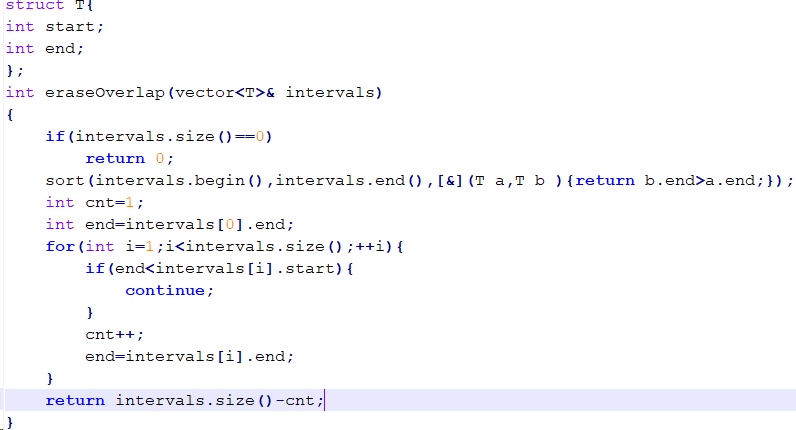 struct T{
int start;
int end;
};
int eraseOverlap(vector<T>& intervals)
{
    if(intervals.size()==0)
        return 0;
    sort(intervals.begin(),intervals.end(),[&](T a,T b ){return b.end>a.end;});
    int cnt=1;
    int end=intervals[0].end;
    for(int i=1;i<intervals.size();++i){
        if(end<intervals[i].start){
            continue;
        }
        cnt++;
        end=intervals[i].end;
    }
    return intervals.size()-cnt;
}